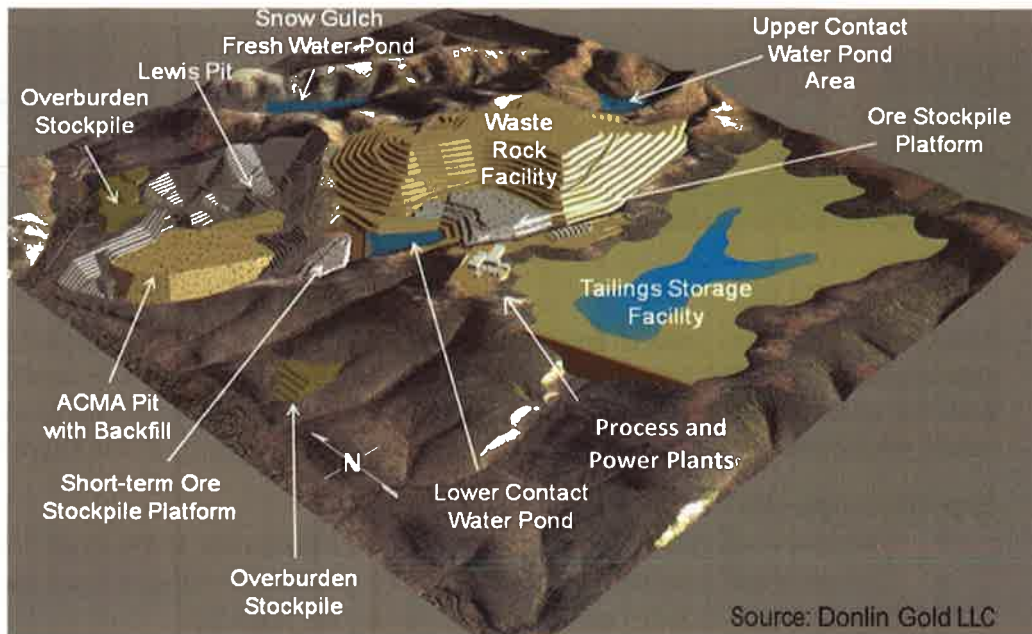 Snow Gulch
Fresh Water Pond
Lewis Pit
Overburden
Stockpile
Upper Contact
Water Pond
Area
Ore Stockpile
Platform
Waste
Rock
Facility
Tailings Storage
Facility
ACMA Pit
with Backfill
Short-term Ore
Stockpile Platform
N
Overburden
Stockpile
Lower Contact
Water Pond
Process and
Power Plants
Source: Donlin Gold LLC